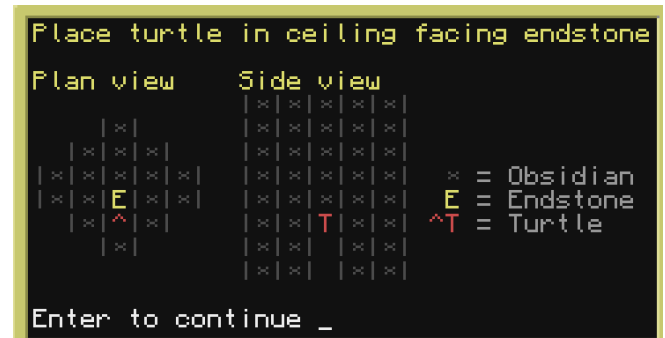 Place turtle in ceiling facing endstone
Plan view Side view
|×|×|×|×|×|
|×| |×|×|×|×|×|
|×|×|×| |×|×|×|×|×|
|×|×|×|×|×| |×|×|×|×|×| × = Obsidian
|×|×|E|×|×| |×|×|×|×|×| E = Endstone
|×|^|×| |×|×|T|×|×| ^T = Turtle
|×| |×|×| |×|×|
|×|×| |×|×|
Enter to continue _